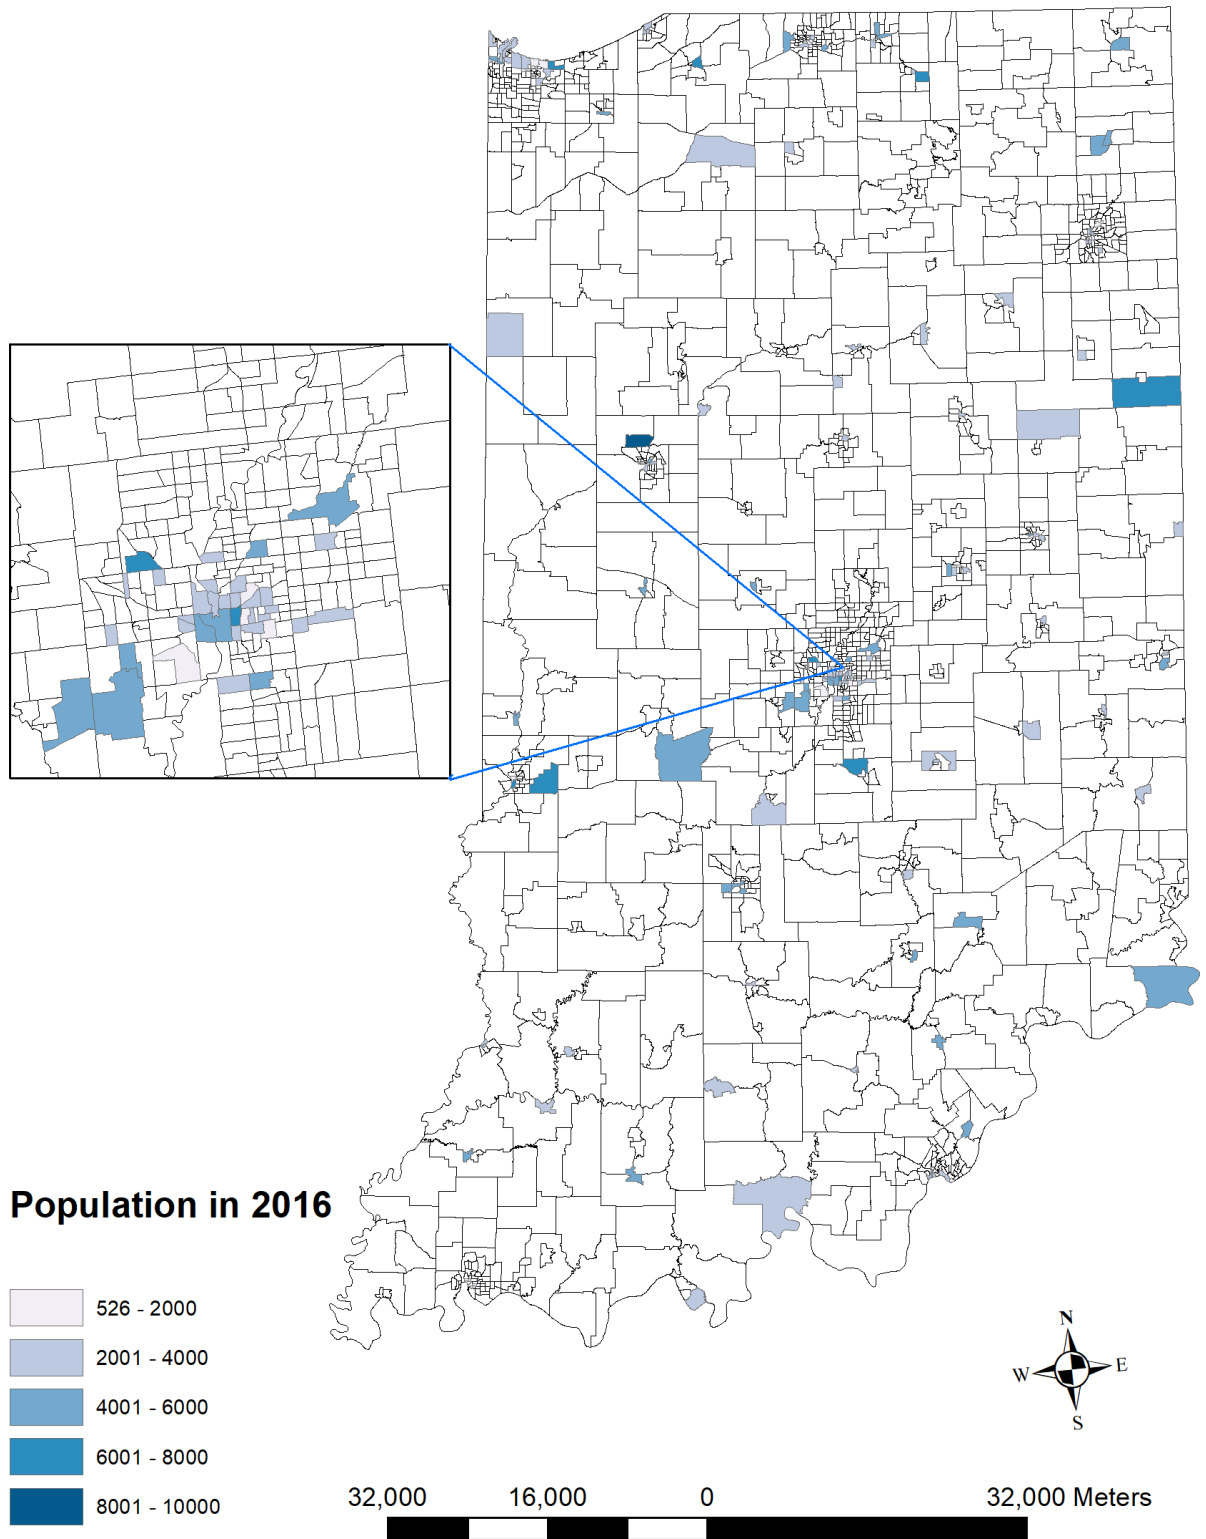 Population in 2016
526 - 2000
2001 - 4000
4001 - 6000
6001 - 8000
8001 - 10000
N
W E
S
32,000 16,000 0 32,000 Meters